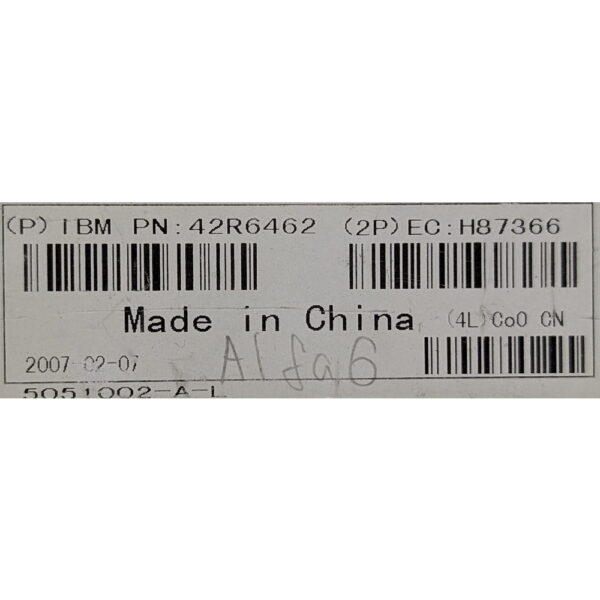 (P) IBM PN:42R6462 (2P)EC:H87366
Made in China (4L)CoO CN
2007-02-07 Alfa6
5051002-A-L